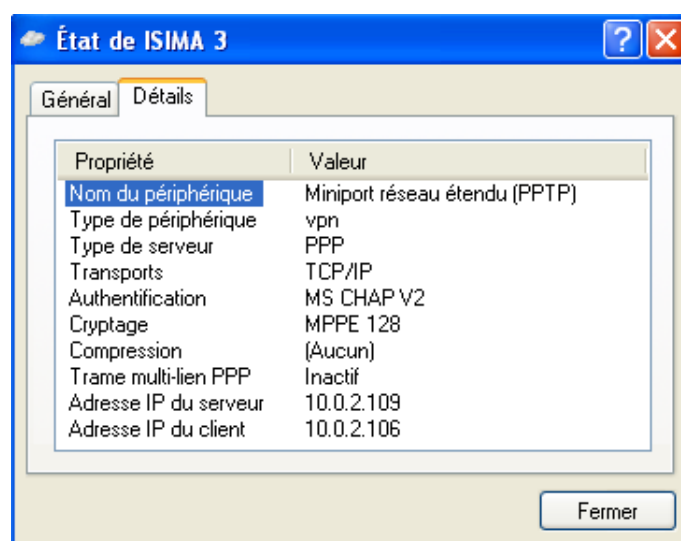 État de ISIMA 3
Général Détails
Propriété Valeur
Nom du périphérique Miniport réseau étendu (PPTP)
Type de périphérique vpn
Type de serveur PPP
Transports TCP/IP
Authentification MS CHAP V2
Cryptage MPPE 128
Compression (Aucun)
Trame multi-lien PPP Inactif
Adresse IP du serveur 10.0.2.109
Adresse IP du client 10.0.2.106
Fermer